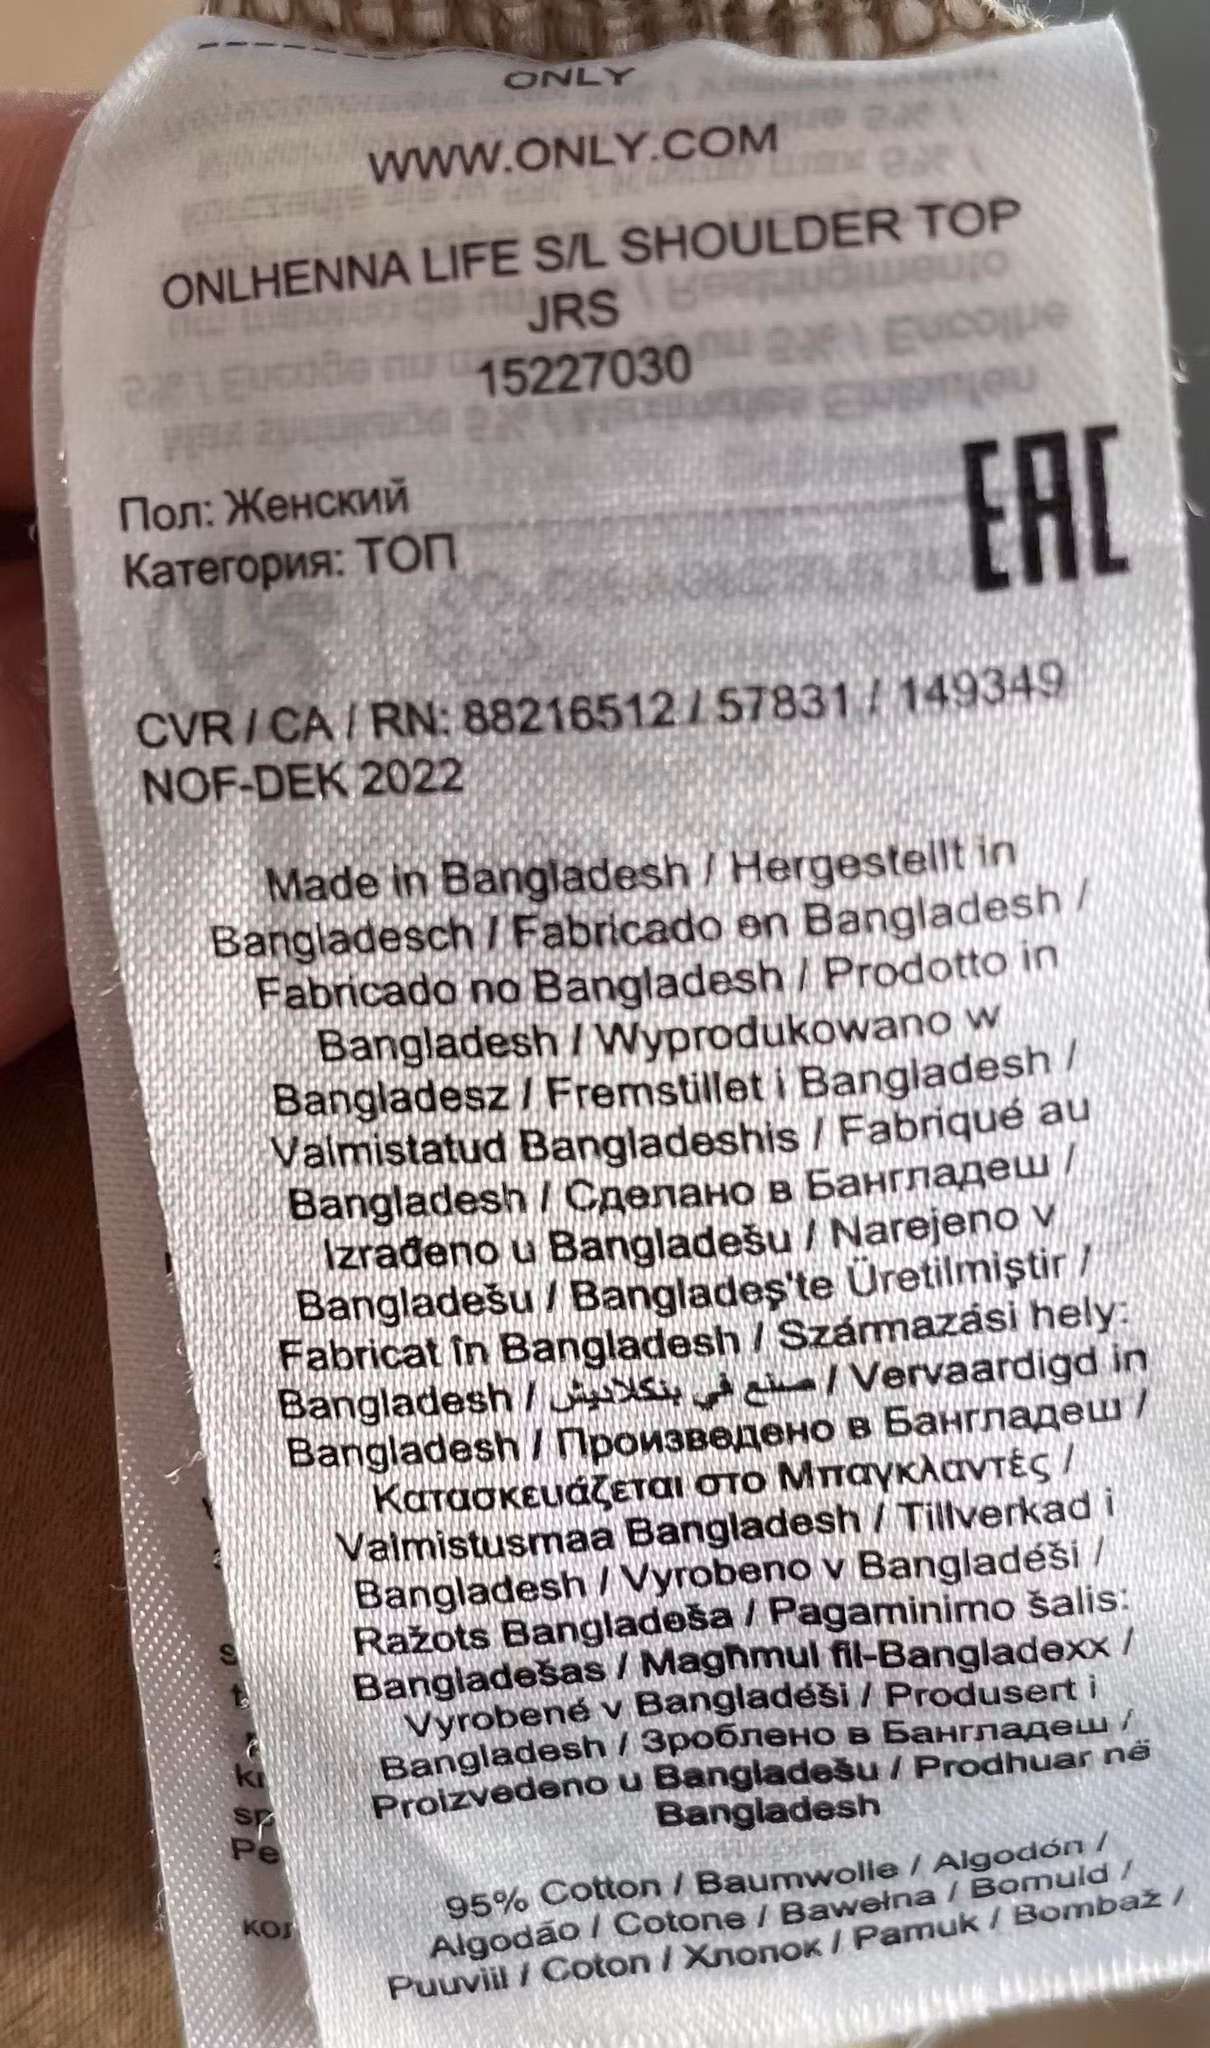 ONLY
WWW.ONLY.COM
ONLHENNA LIFE S/L SHOULDER TOP
JRS
15227030
Пол: Женский
Категория: ТОП
EAC
CVR / CA / RN: 88216512 / 57831 / 149349
NOF-DEK 2022
Made in Bangladesh / Hergestellt in
Bangladesch / Fabricado en Bangladesh /
Fabricado no Bangladesh / Prodotto in
Bangladesh / Wyprodukowano w
Bangladesz / Fremstillet i Bangladesh /
Valmistatud Bangladeshis / Fabriqué au
Bangladesh / Сделано в Бангладеш /
Izrađeno u Bangladešu / Narejeno v
Bangladešu / Bangladeş'te Üretilmiştir /
Fabricat în Bangladesh / Származási hely:
Bangladesh / صنع في بنكلاديش / Vervaardigd in
Bangladesh / Произведено в Бангладеш /
Κατασκευάζεται στο Μπαγκλαντές /
Valmistusmaa Bangladesh / Tillverkad i
Bangladesh / Vyrobeno v Bangladéši /
Ražots Bangladeša / Pagaminimo šalis:
Bangladešas / Magħmul fil-Bangladexx /
Vyrobené v Bangladéši / Produsert i
Bangladesh / Зроблено в Бангладеш /
Proizvedeno u Bangladešu / Prodhuar në
Bangladesh
95% Cotton / Baumwolle / Algodón /
Algodão / Cotone / Bawełna / Bomuld /
Puuviil / Coton / Хлопок / Pamuk / Bombaž /